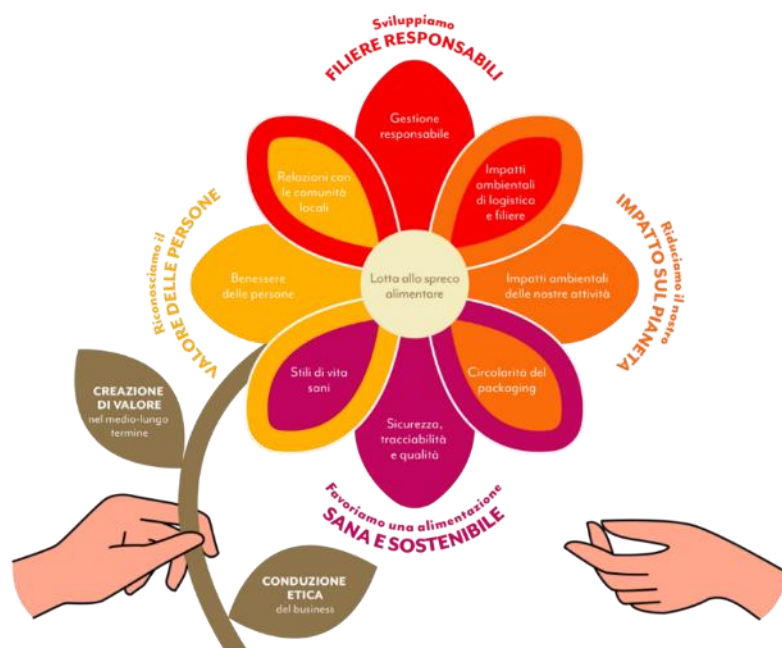 Sviluppiamo
FILIERE RESPONSABILI
Gestione
responsabile
Relazioni con
le comunità
locali
Impatti
ambientali
di logistica
e filiere
Riconosciamo il
VALORE DELLE PERSONE
Benessere
delle persone
Lotta allo spreco
alimentare
Impatti ambientali
delle nostre attività
Riduciamo il nostro
IMPATTO SUL PIANETA
Stili di vita
sani
Circolarità del
packaging
Sicurezza,
tracciabilità
e qualità
Favoriamo una alimentazione
SANA E SOSTENIBILE
CREAZIONE
DI VALORE
nel medio-lungo
termine
CONDUZIONE
ETICA
del business